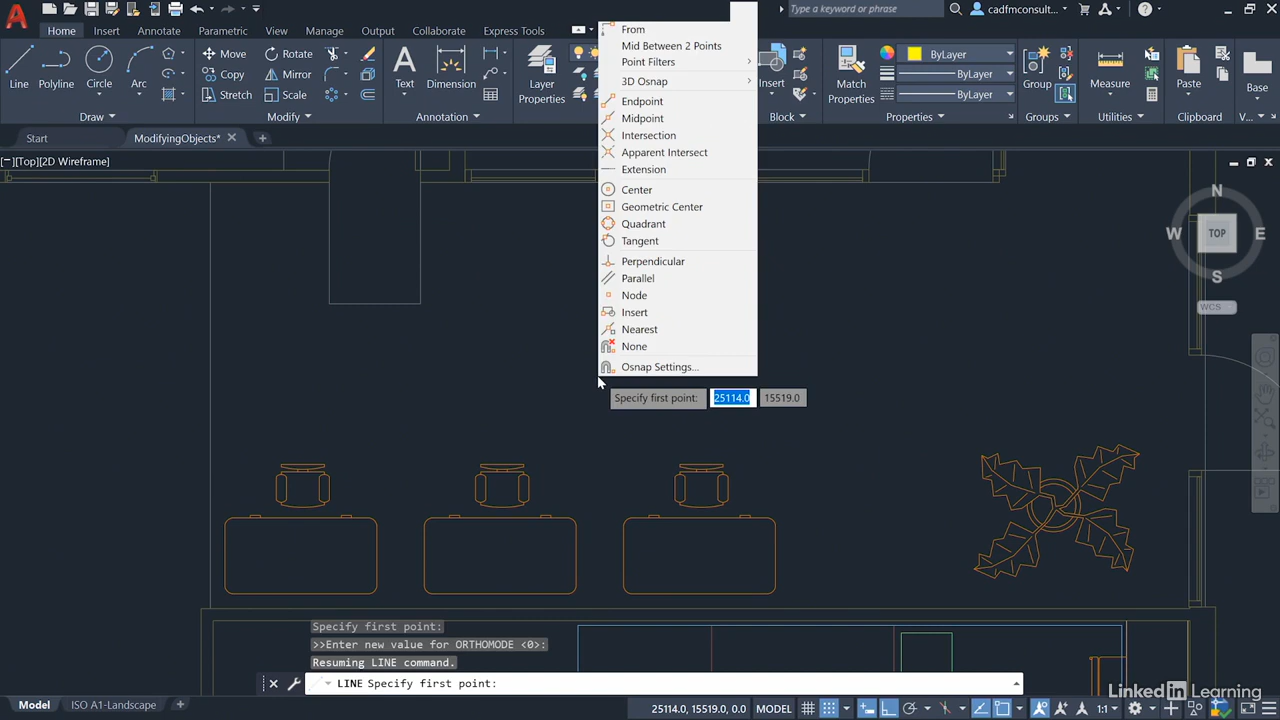 Type a keyword or phrase
cadfmconsult...
Home
Insert
Annotate
Parametric
View
Manage
Output
Collaborate
Express Tools
Line
Polyline
Circle
Arc
Move
Rotate
Copy
Mirror
Stretch
Scale
Text
Dimension
Layer
Properties
Match
Properties
ByLayer
ByLayer
ByLayer
Group
Measure
Paste
Base
Draw
Modify
Annotation
Block
Properties
Groups
Utilities
Clipboard
V...
Start
ModifyingObjects*
[−][Top][2D Wireframe]
From
Mid Between 2 Points
Point Filters
3D Osnap
Endpoint
Midpoint
Intersection
Apparent Intersect
Extension
Center
Geometric Center
Quadrant
Tangent
Perpendicular
Parallel
Node
Insert
Nearest
None
Osnap Settings...
N
W
TOP
E
S
WCS
Specify first point:
25114.0
15519.0
Specify first point:
>>Enter new value for ORTHOMODE <0>:
Resuming LINE command.
LINE Specify first point:
Linked in Learning
Model
ISO A1-Landscape
25114.0, 15519.0, 0.0
MODEL
1:1